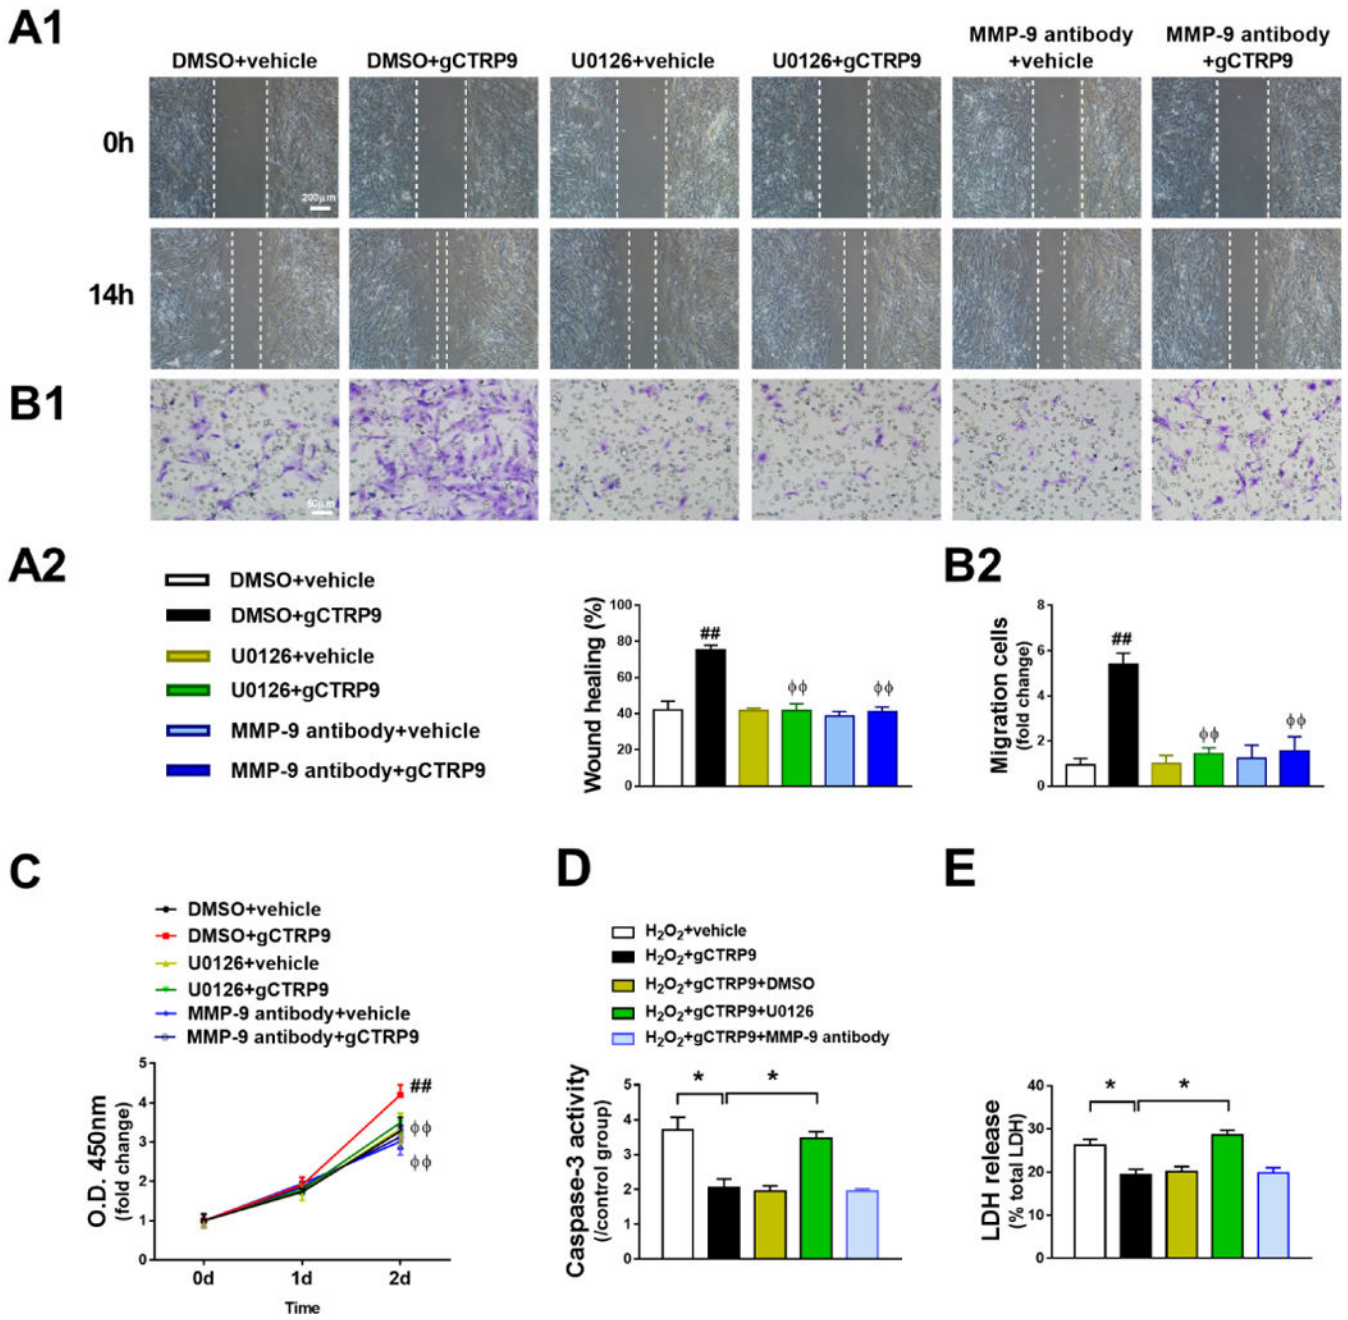 A1
DMSO+vehicle
DMSO+gCTRP9
U0126+vehicle
U0126+gCTRP9
MMP-9 antibody
+vehicle
MMP-9 antibody
+gCTRP9
0h
200μm
14h
B1
50μm
A2
DMSO+vehicle
DMSO+gCTRP9
U0126+vehicle
U0126+gCTRP9
MMP-9 antibody+vehicle
MMP-9 antibody+gCTRP9
Wound healing (%)
100
80
60
40
20
0
##
ϕϕ
ϕϕ
B2
Migration cells
(fold change)
8
6
4
2
0
##
ϕϕ
ϕϕ
C
DMSO+vehicle
DMSO+gCTRP9
U0126+vehicle
U0126+gCTRP9
MMP-9 antibody+vehicle
MMP-9 antibody+gCTRP9
O.D. 450nm
(fold change)
5
4
3
2
1
0
##
ϕϕ
ϕϕ
0d
1d
2d
Time
D
H₂O₂+vehicle
H₂O₂+gCTRP9
H₂O₂+gCTRP9+DMSO
H₂O₂+gCTRP9+U0126
H₂O₂+gCTRP9+MMP-9 antibody
Caspase-3 activity
(/control group)
5
4
3
2
1
0
*
*
E
LDH release
(% total LDH)
40
30
20
10
0
*
*